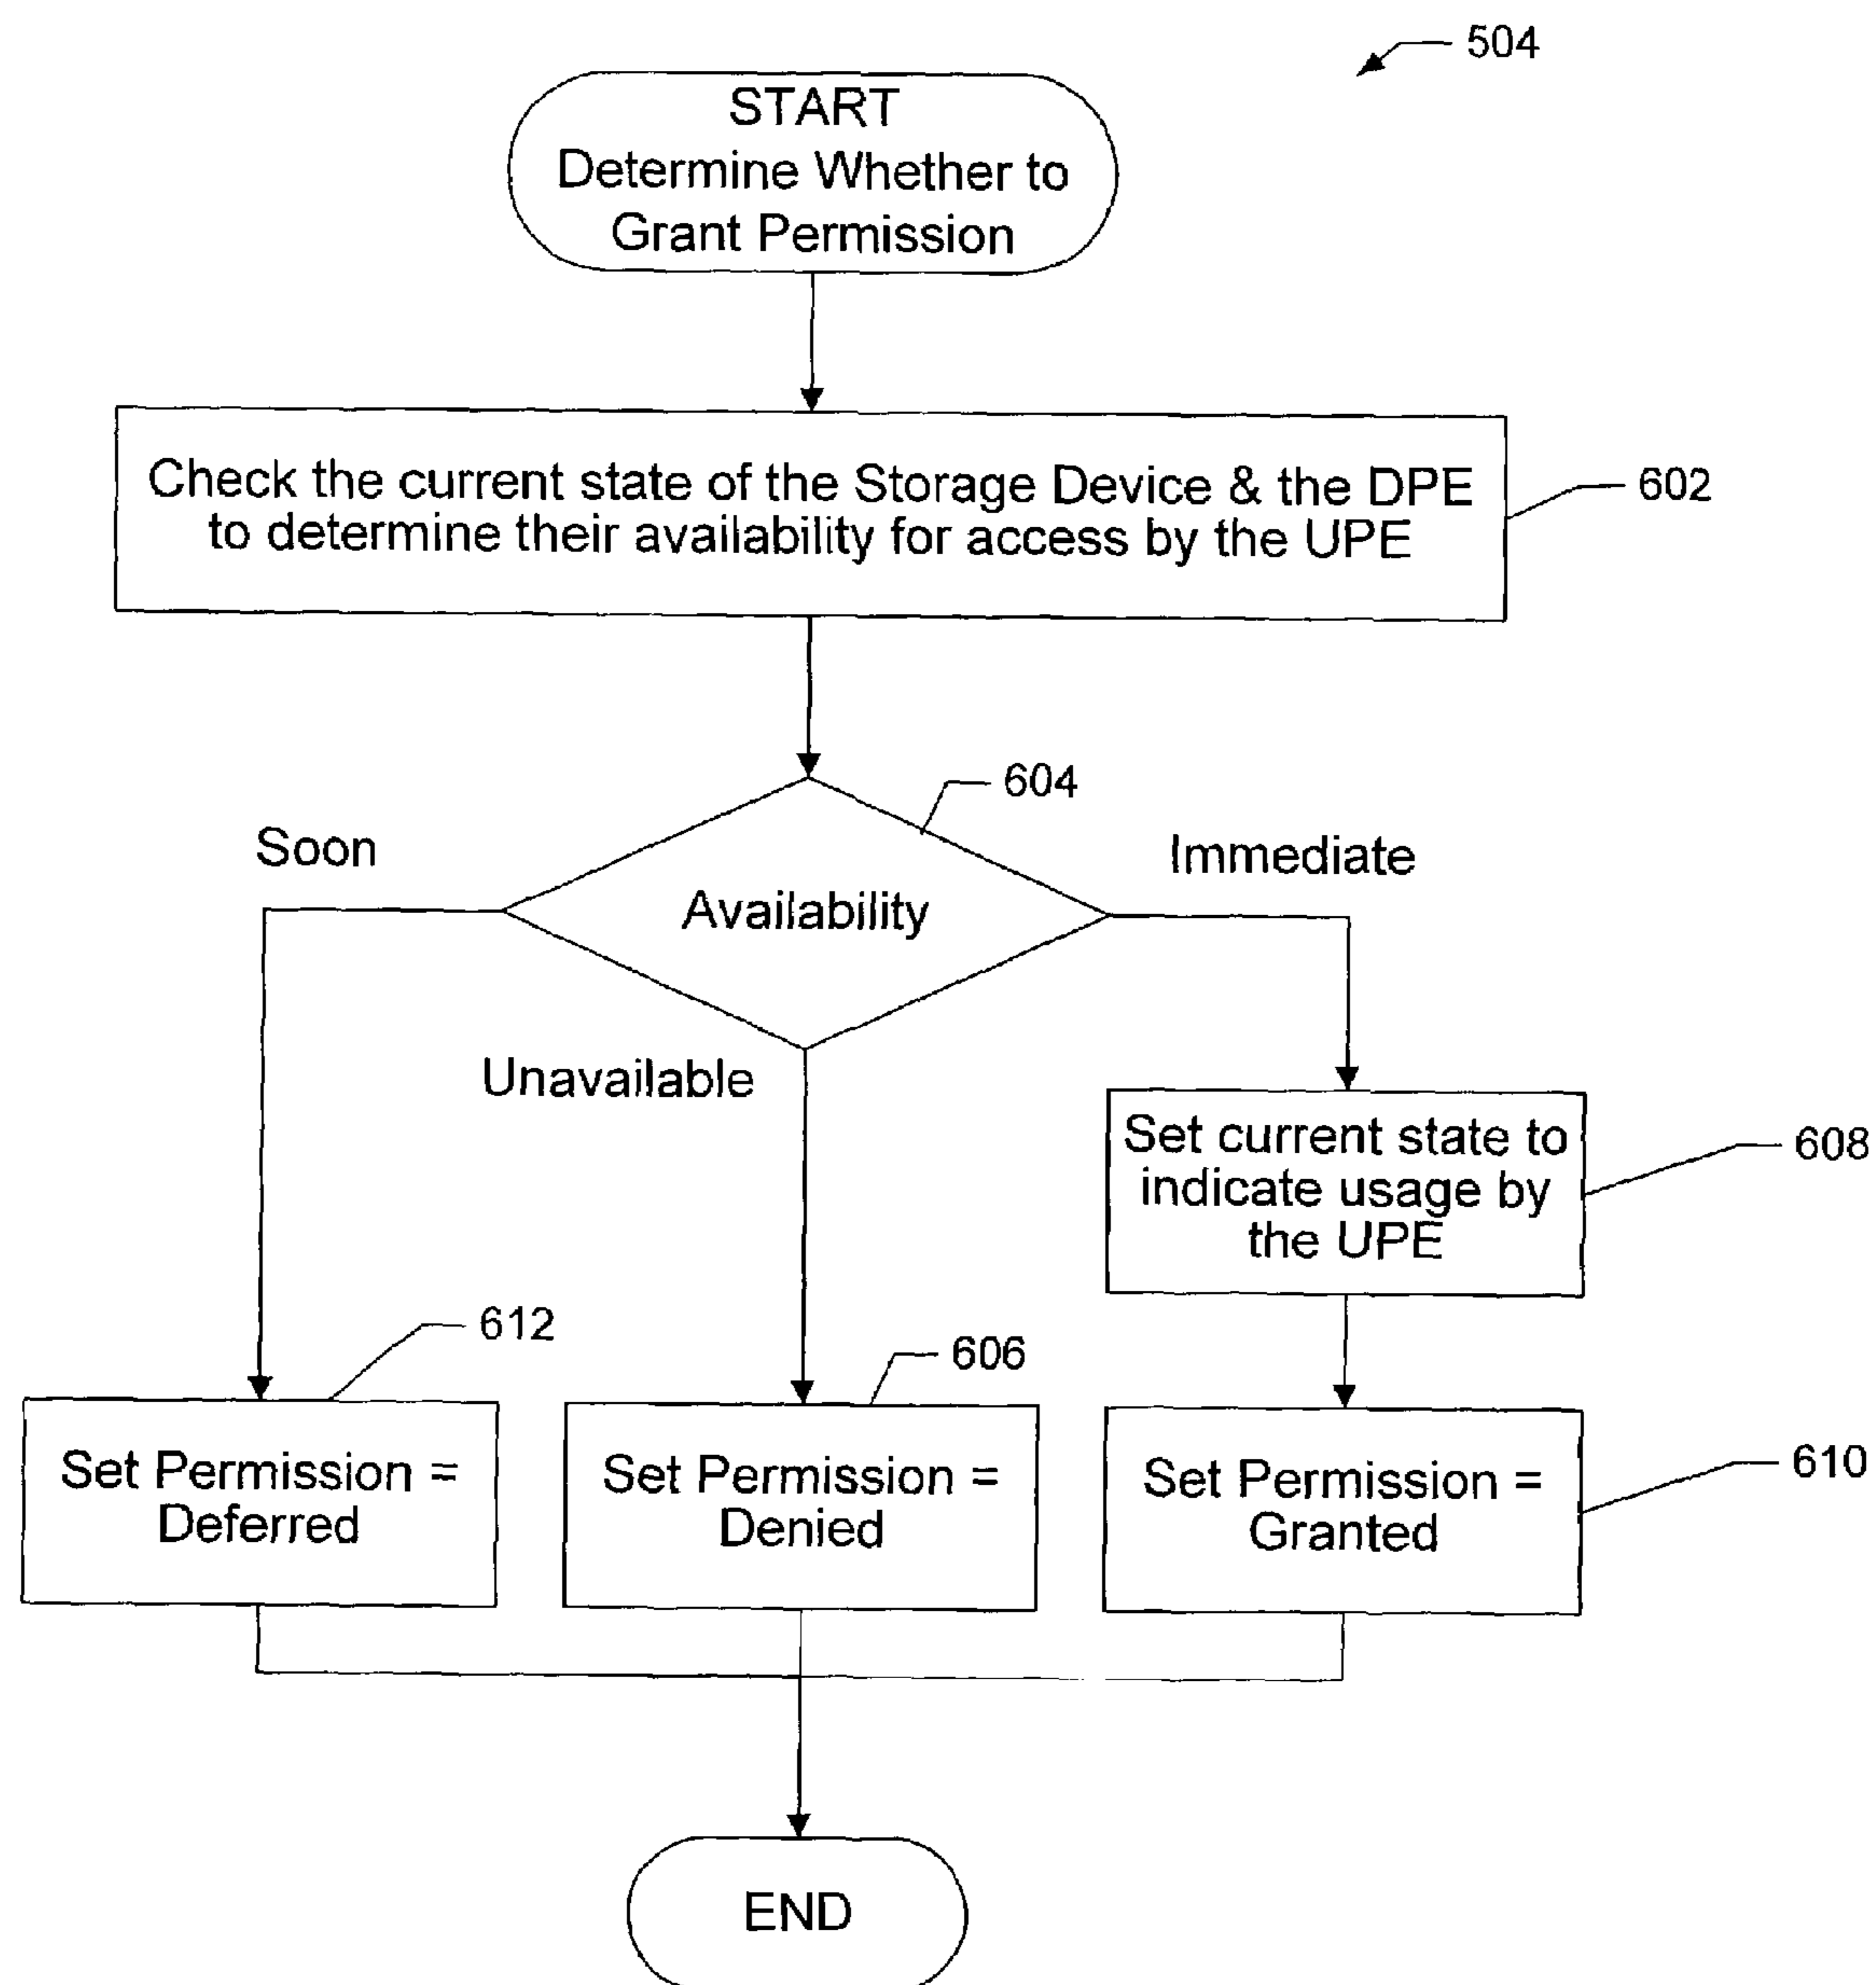 504
START
Determine Whether to
Grant Permission
Check the current state of the Storage Device & the DPE
to determine their availability for access by the UPE
602
604
Soon
Immediate
Availability
Unavailable
Set current state to
indicate usage by
the UPE
608
612
606
Set Permission =
Deferred
Set Permission =
Denied
Set Permission =
Granted
610
END